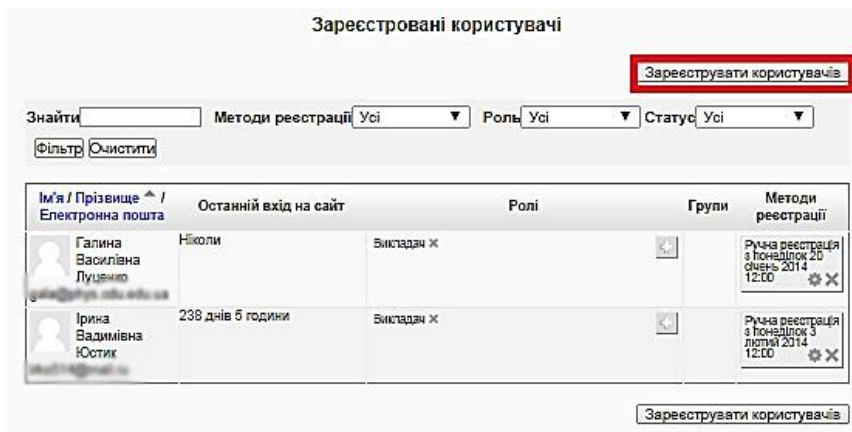 Зареєстровані користувачі
Зареєструвати користувачів
Знайти Методи реєстрації Усі Роль Усі Статус Усі
Фільтр Очистити
Ім'я / Прізвище / Електронна пошта
Останній вхід на сайт
Ролі
Групи
Методи реєстрації
Галина
Василівна
Луценко
Ніколи
Викладач
Ручна реєстрація
з понеділок 20
січень 2014
12:00
Ірина
Вадимівна
Юстик
238 днів 5 години
Викладач
Ручна реєстрація
з понеділок 3
лютий 2014
12:00
Зареєструвати користувачів